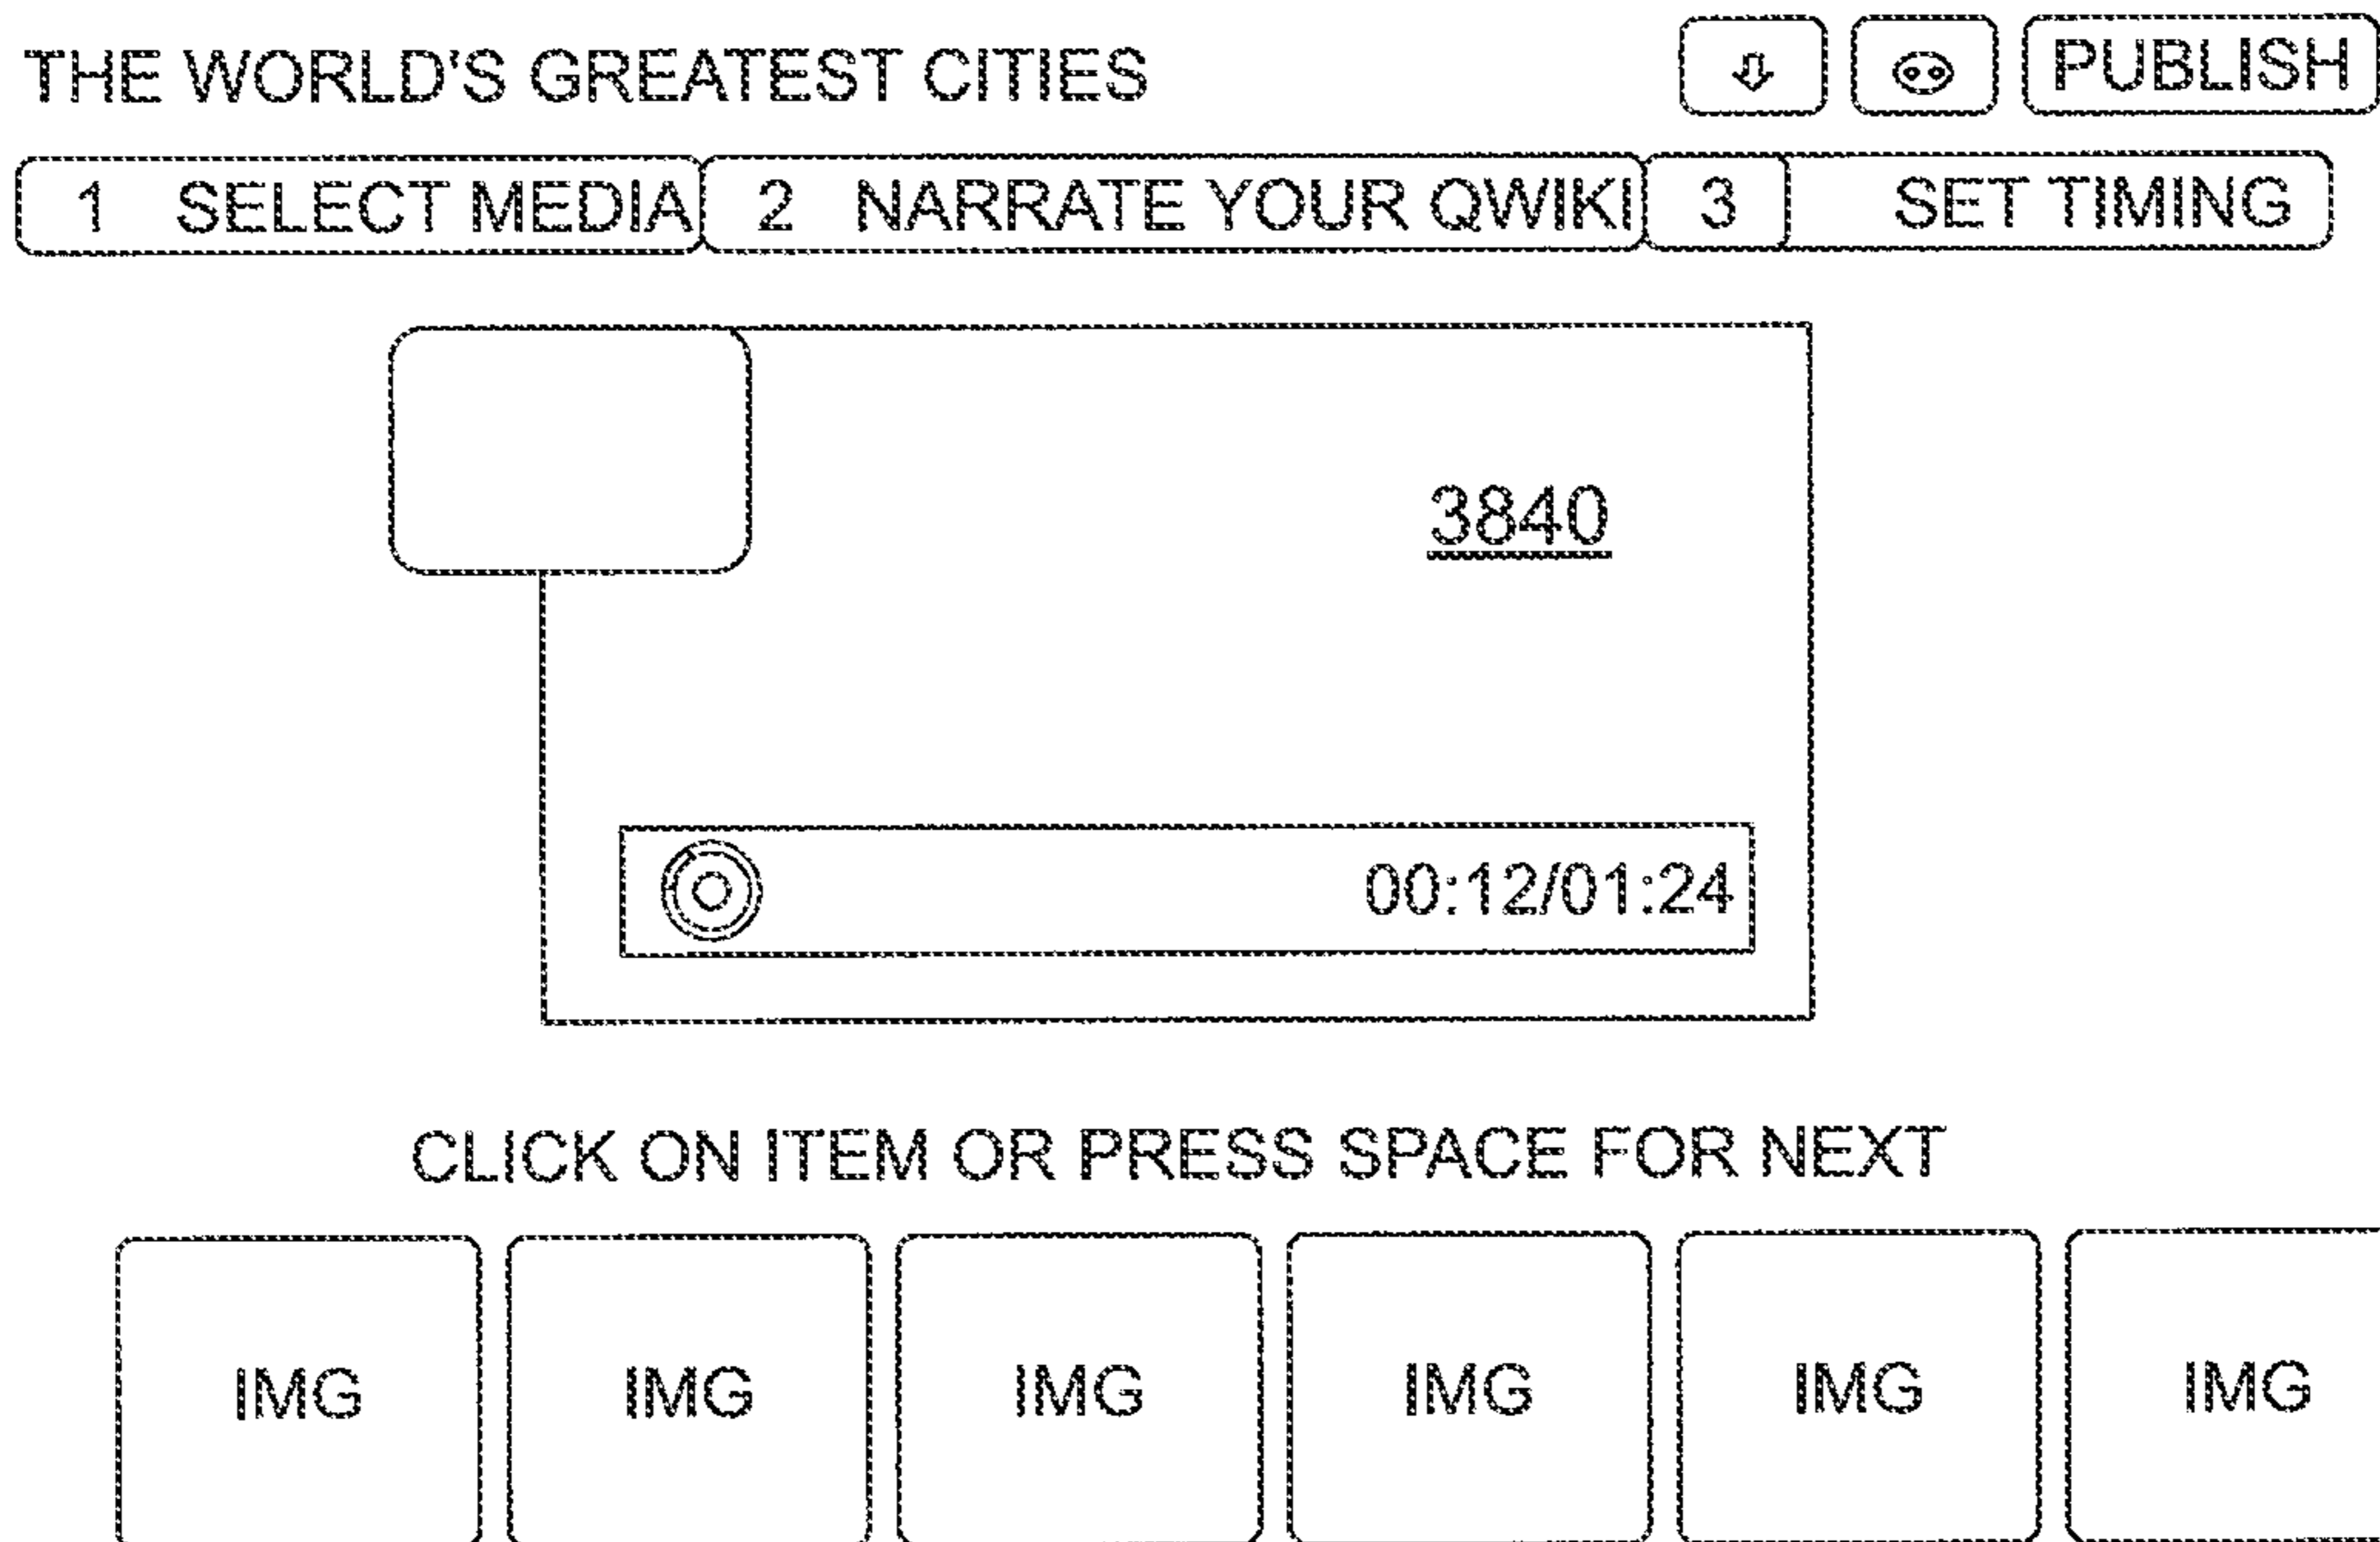 THE WORLD'S GREATEST CITIES PUBLISH
1 SELECT MEDIA 2 NARRATE YOUR QWIKI 3 SET TIMING
3840
00:12/01:24
CLICK ON ITEM OR PRESS SPACE FOR NEXT
IMG IMG IMG IMG IMG IMG